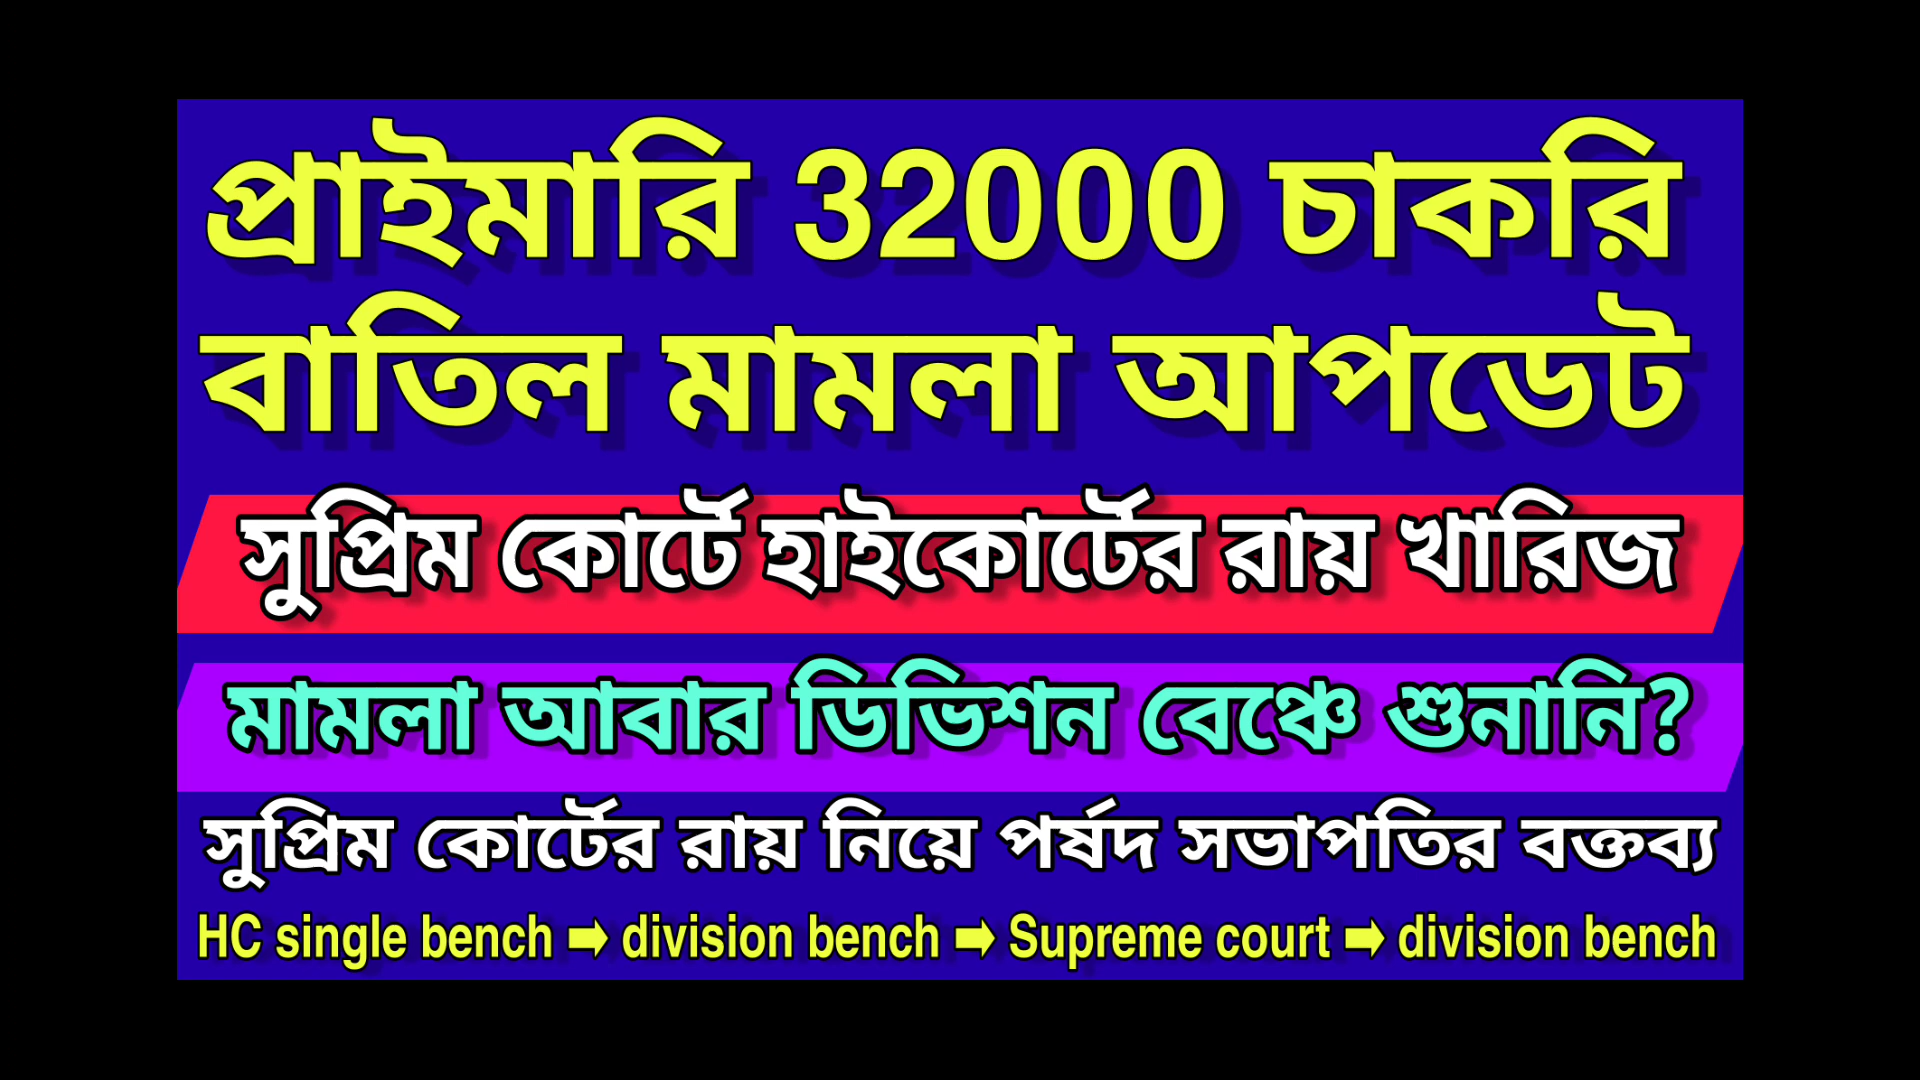 প্রাইমারি 32000 চাকরি
বাতিল মামলা আপডেট
সুপ্রিম কোর্টে হাইকোর্টের রায় খারিজ
মামলা আবার ডিভিশন বেঞ্চে শুনানি?
সুপ্রিম কোর্টের রায় নিয়ে পর্ষদ সভাপতির বক্তব্য
HC single bench ➡ division bench ➡ Supreme court ➡ division bench